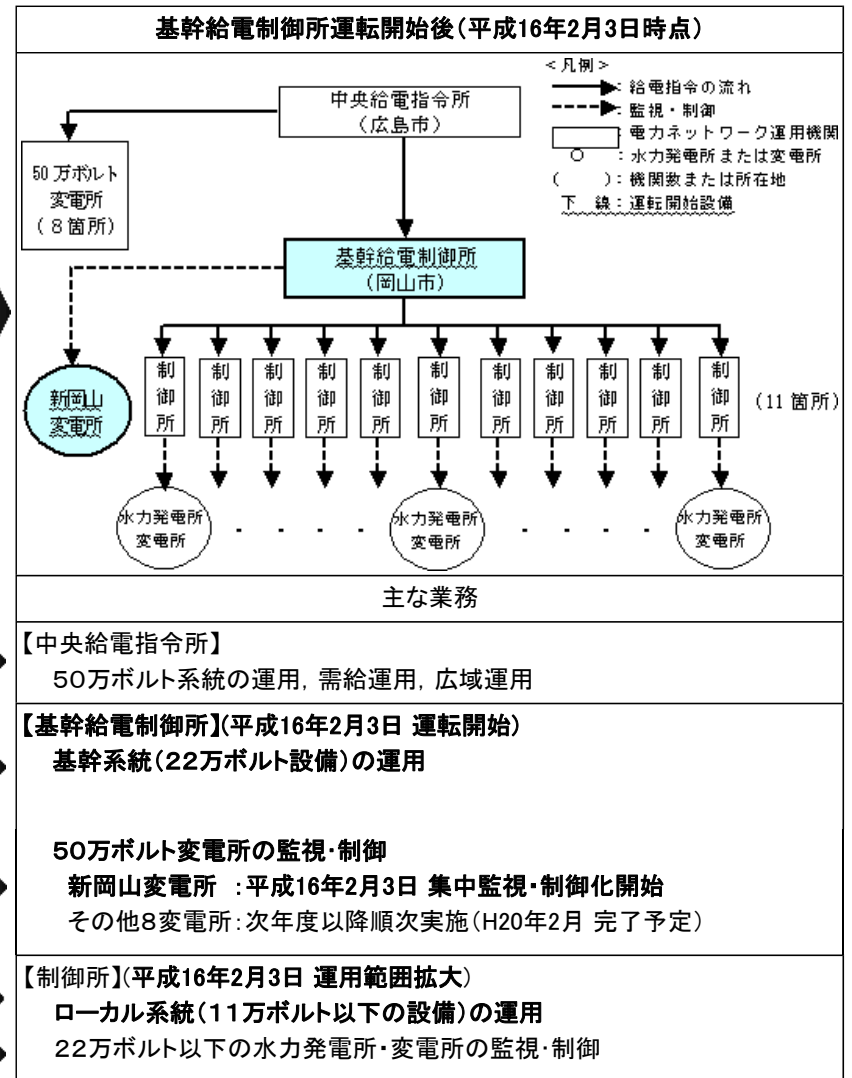 基幹給電制御所運転開始後(平成16年2月3日時点)
<凡例>
：給電指令の流れ
：監視・制御
：電力ネットワーク運用機関
○ ：水力発電所または変電所
( )：機関数または所在地
下 線：運転開始設備
中央給電指令所
(広島市)
50万ボルト
変電所
(8箇所)
基幹給電制御所
(岡山市)
新岡山
変電所
制御所
制御所
制御所
制御所
制御所
制御所
制御所
制御所
制御所
制御所
(11箇所)
水力発電所
変電所
・ ・ ・ ・
水力発電所
変電所
・ ・ ・ ・
水力発電所
変電所
主な業務
【中央給電指令所】
50万ボルト系統の運用，需給運用，広域運用
【基幹給電制御所】(平成16年2月3日 運転開始)
基幹系統(22万ボルト設備)の運用
50万ボルト変電所の監視・制御
新岡山変電所 ：平成16年2月3日 集中監視・制御化開始
その他8変電所：次年度以降順次実施(H20年2月 完了予定)
【制御所】(平成16年2月3日 運用範囲拡大)
ローカル系統(11万ボルト以下の設備)の運用
22万ボルト以下の水力発電所・変電所の監視・制御